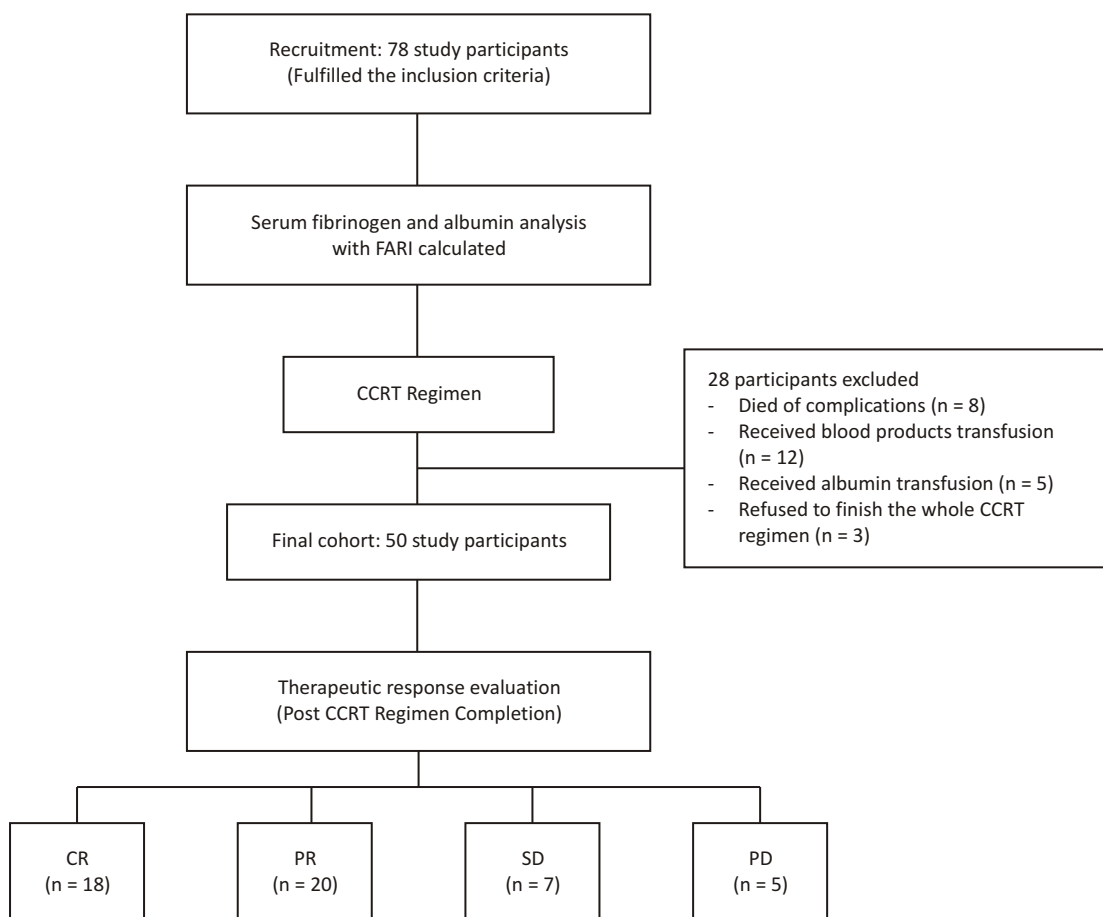 Recruitment: 78 study participants
(Fulfilled the inclusion criteria)
Serum fibrinogen and albumin analysis
with FARI calculated
CCRT Regimen
28 participants excluded
- Died of complications (n = 8)
- Received blood products transfusion
(n = 12)
- Received albumin transfusion (n = 5)
- Refused to finish the whole CCRT
regimen (n = 3)
Final cohort: 50 study participants
Therapeutic response evaluation
(Post CCRT Regimen Completion)
CR
(n = 18)
PR
(n = 20)
SD
(n = 7)
PD
(n = 5)